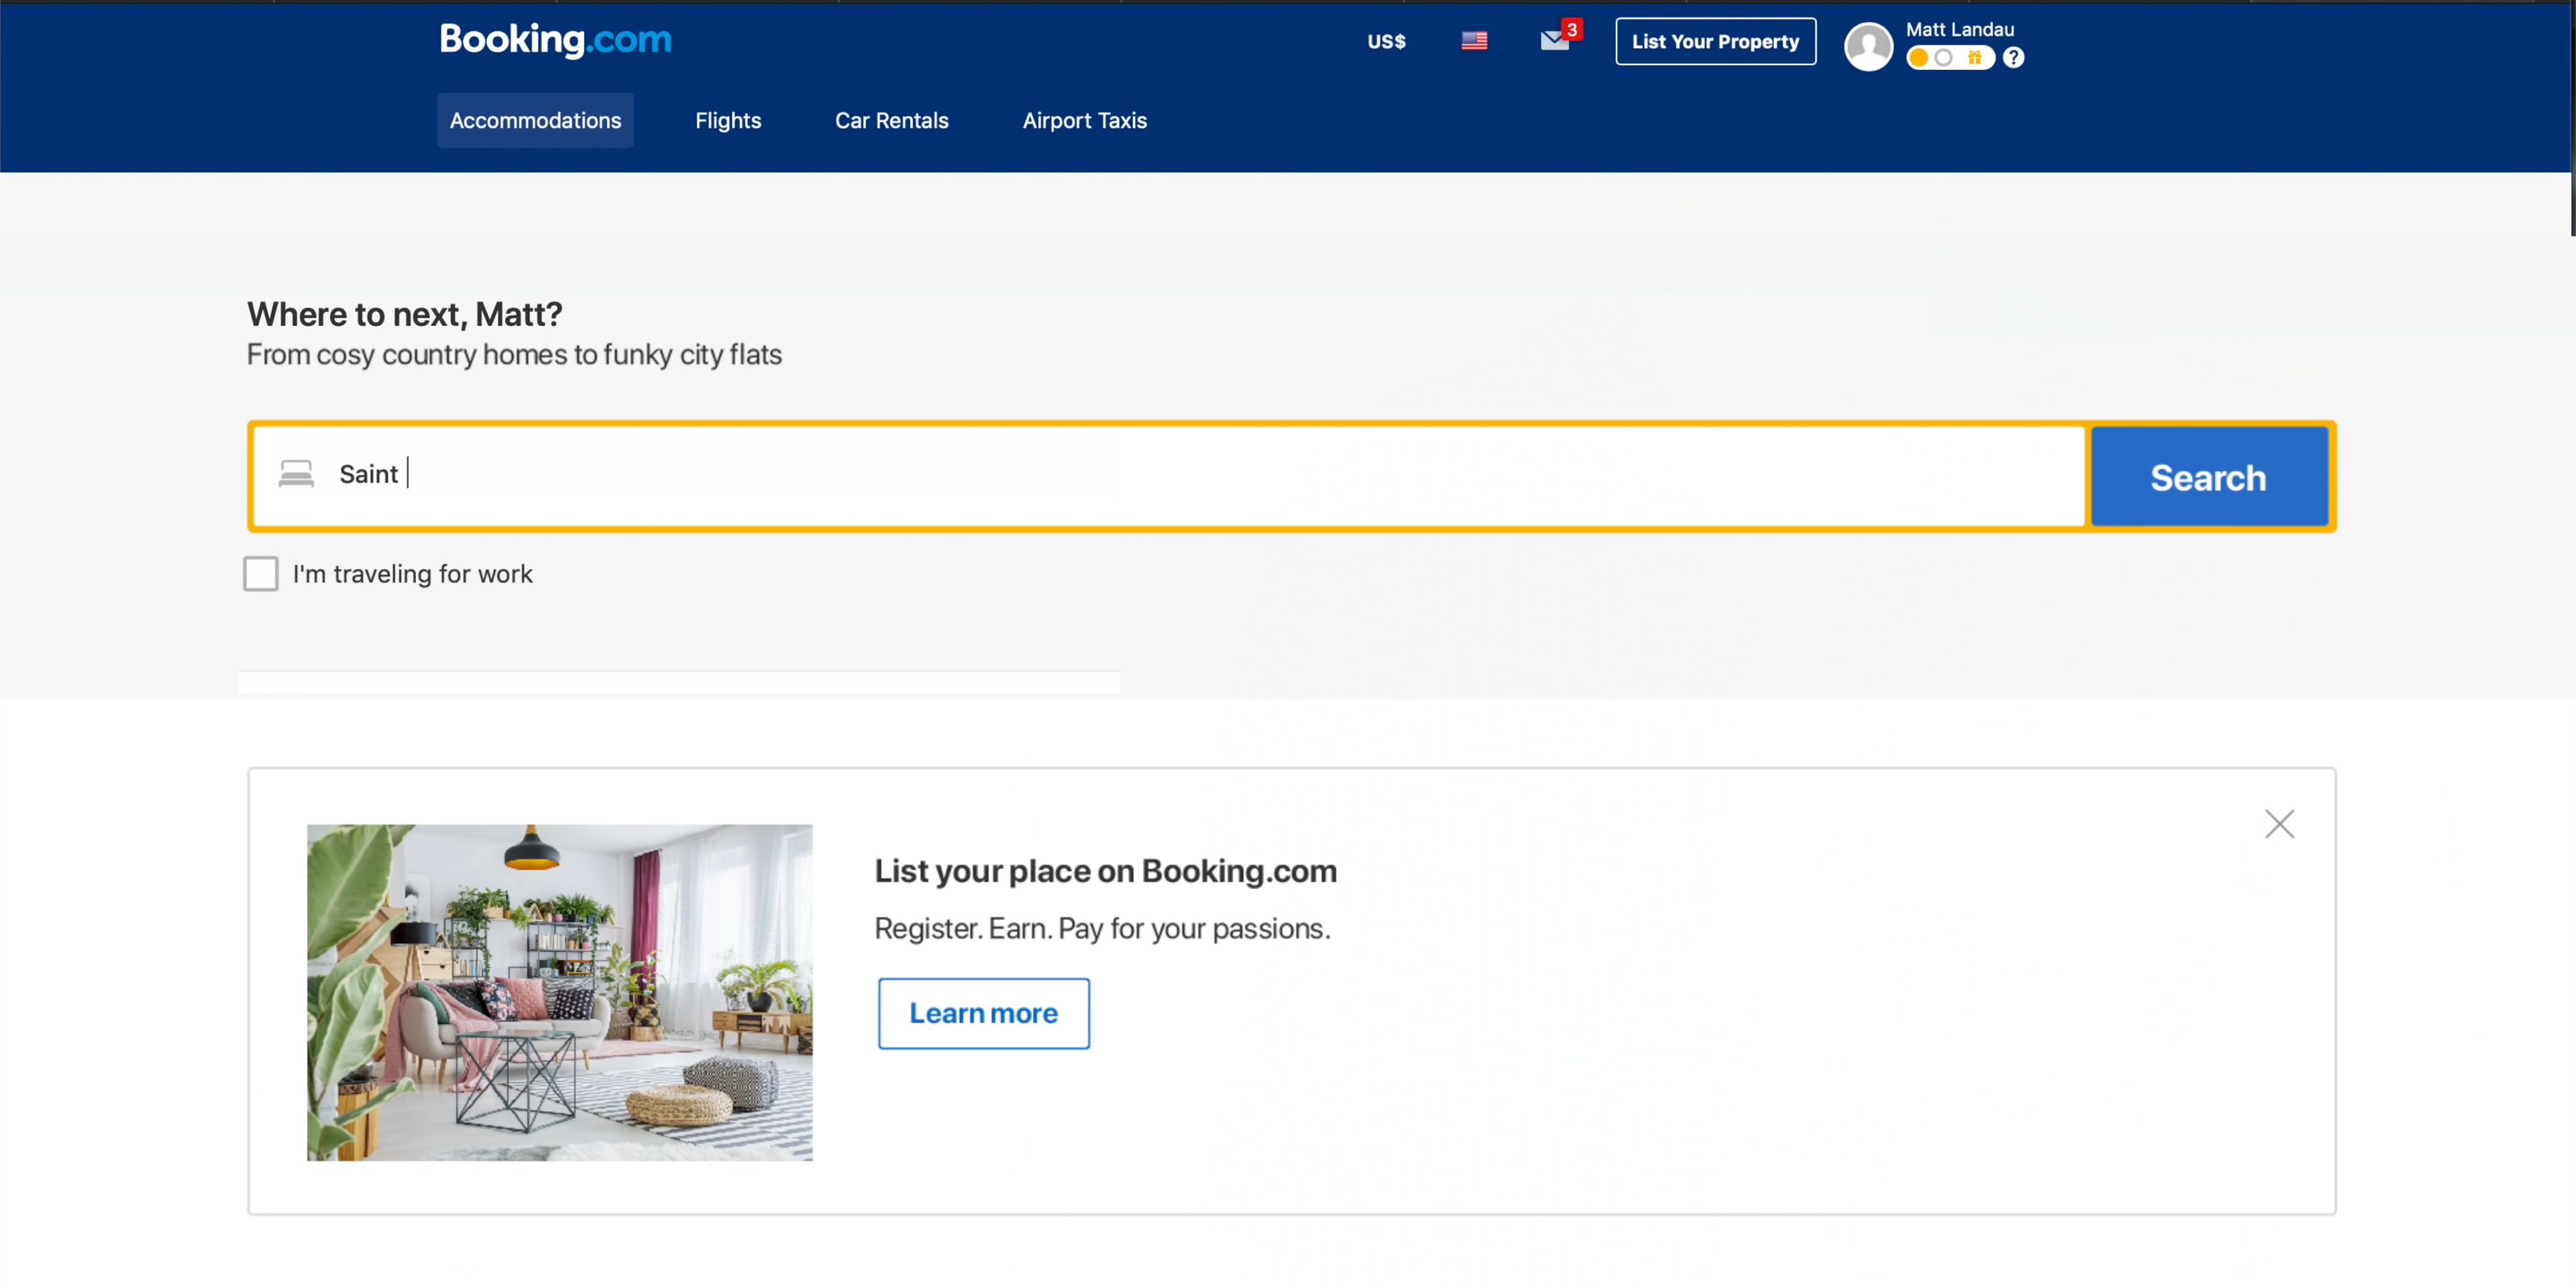 Booking.com
US$
3
List Your Property
Matt Landau
?
Accommodations
Flights
Car Rentals
Airport Taxis
Where to next, Matt?
From cosy country homes to funky city flats
Saint
Search
I'm traveling for work
List your place on Booking.com
Register. Earn. Pay for your passions.
Learn more